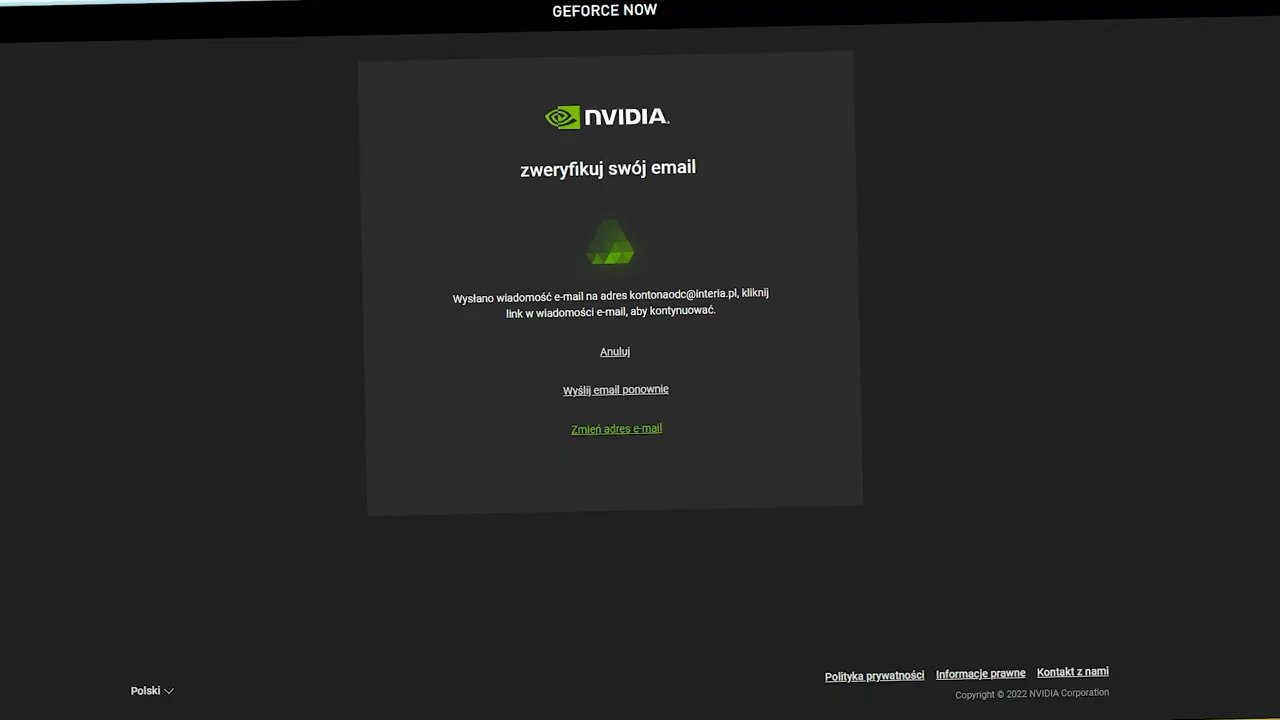 GEFORCE NOW
NVIDIA.
zweryfikuj swój email
Wysłano wiadomość e-mail na adres kontonaodc@interia.pl, kliknij
link w wiadomości e-mail, aby kontynuować.
Anuluj
Wyślij email ponownie
Zmień adres e-mail
Polski
Polityka prywatności Informacje prawne Kontakt z nami
Copyright © 2022 NVIDIA Corporation